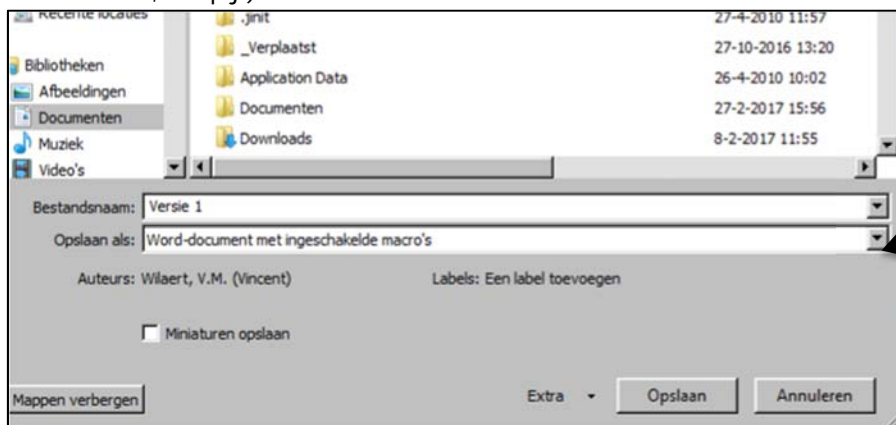 Recente locaties
Bibliotheken
Afbeeldingen
Documenten
Muziek
Video's
.jinit 27-4-2010 11:57
_Verplaatst 27-10-2016 13:20
Application Data 26-4-2010 10:02
Documenten 27-2-2017 15:56
Downloads 8-2-2017 11:55
Bestandsnaam: Versie 1
Opslaan als: Word-document met ingeschakelde macro's
Auteurs: Wilaert, V.M. (Vincent) Labels: Een label toevoegen
Miniaturen opslaan
Mappen verbergen Extra Opslaan Annuleren